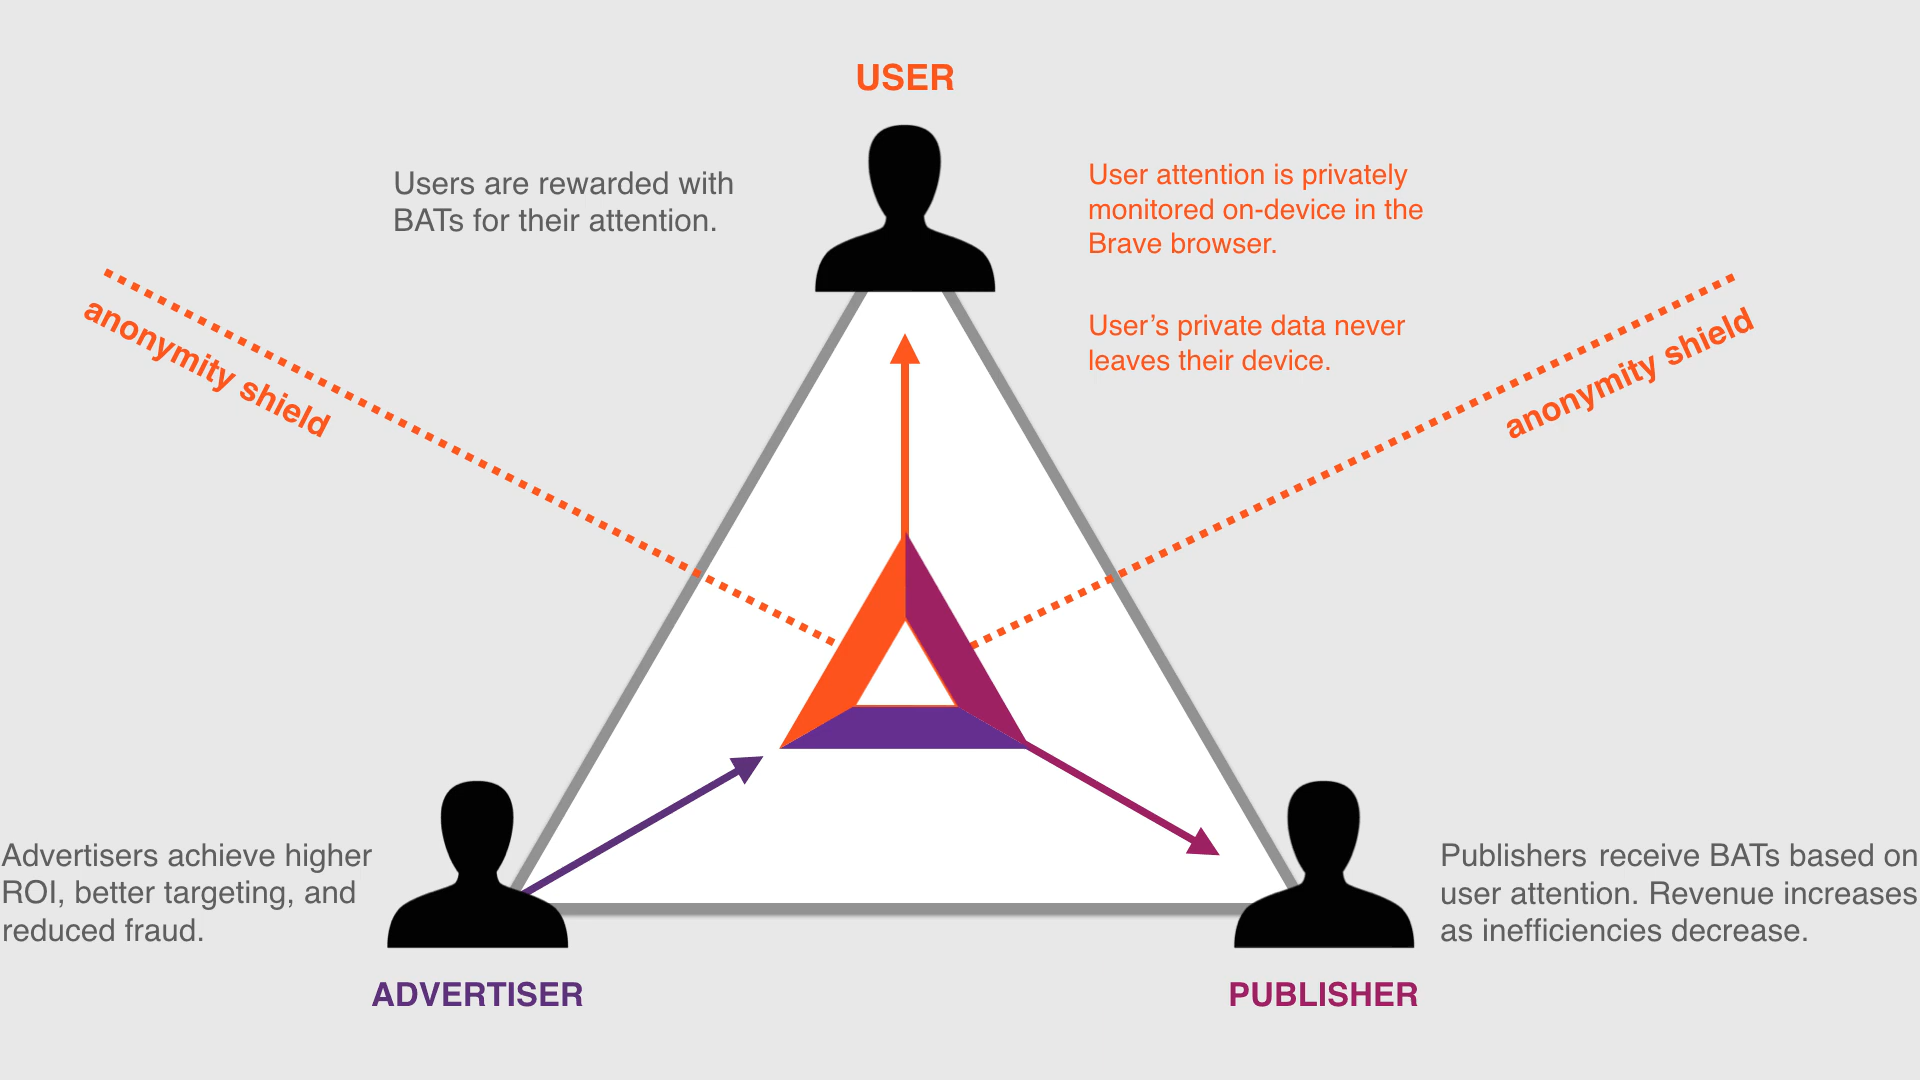 USER
Users are rewarded with
BATs for their attention.
User attention is privately
monitored on-device in the
Brave browser.
User’s private data never
leaves their device.
anonymity shield
anonymity shield
Advertisers achieve higher
ROI, better targeting, and
reduced fraud.
ADVERTISER
Publishers receive BATs based on
user attention. Revenue increases
as inefficiencies decrease.
PUBLISHER